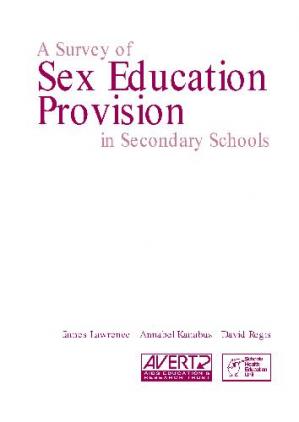 A Survey of
Sex Education
Provision
in Secondary Schools
James Lawrence Annabel Kanabus David Regis
AVERT
AIDS EDUCATION &
RESEARCH TRUST
Schools
Health
Education
Unit